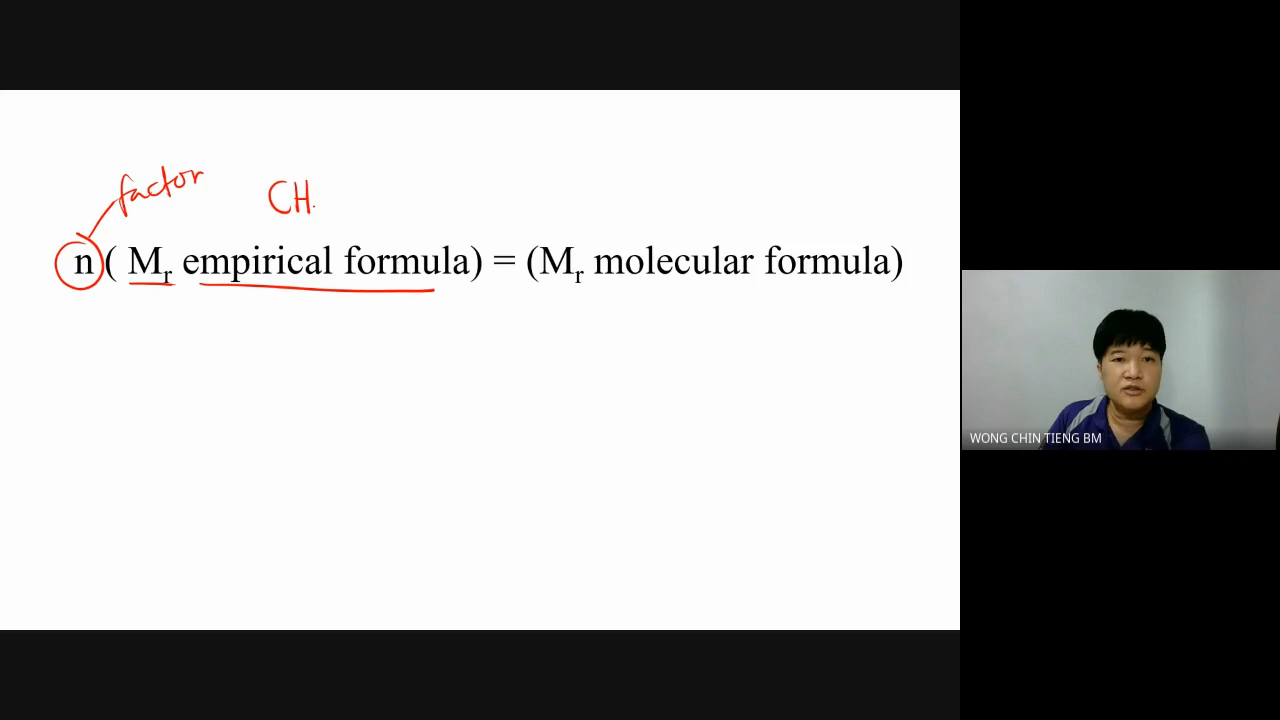 factor
CH.
n ( Mr empirical formula) = (Mr molecular formula)
WONG CHIN TIENG BM